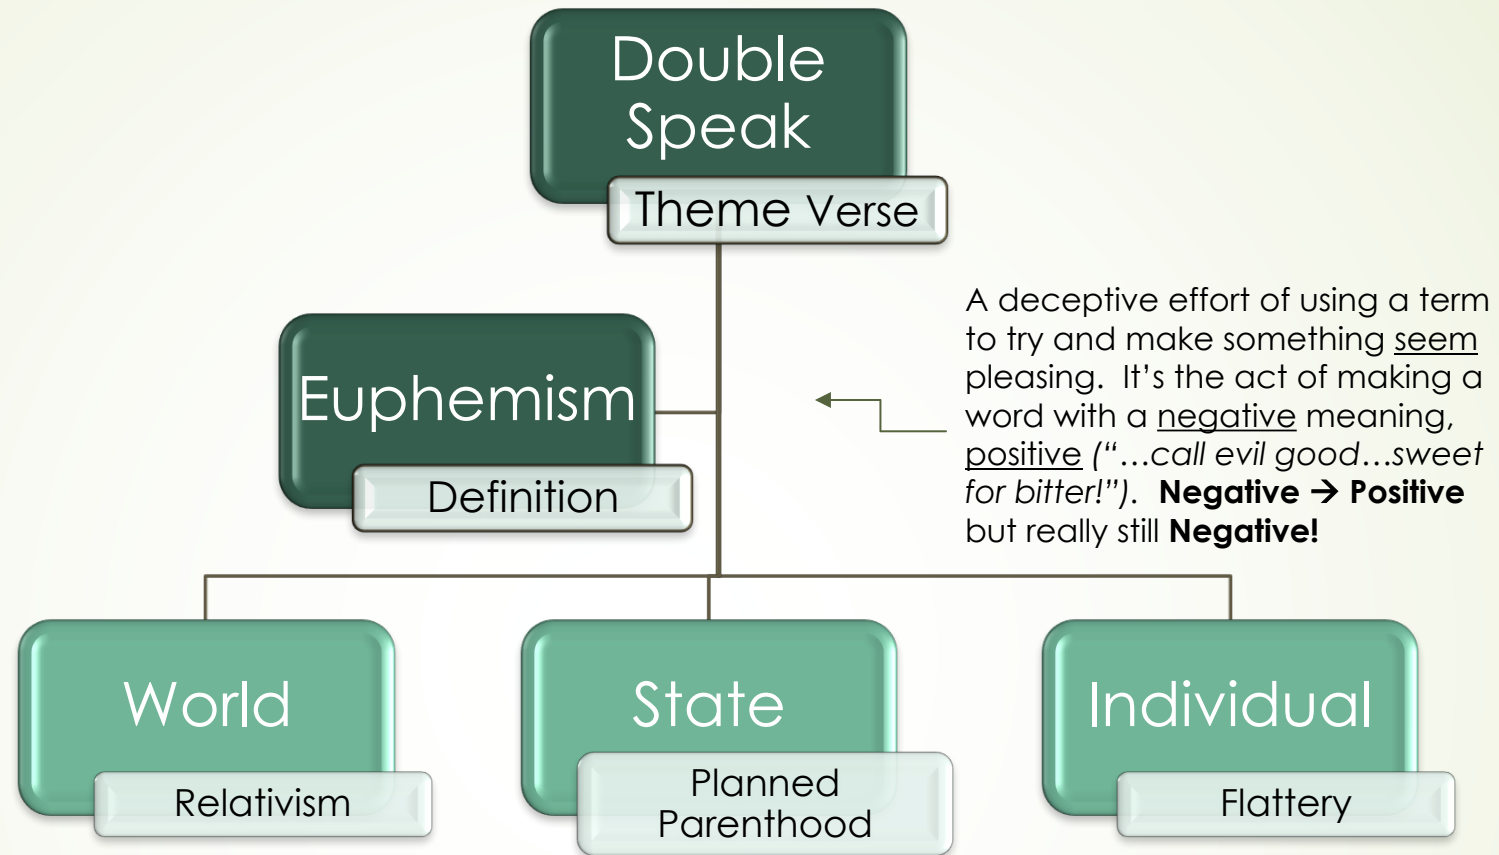 Double
Speak
Theme Verse
Euphemism
Definition
A deceptive effort of using a term
to try and make something seem
pleasing.  It’s the act of making a
word with a negative meaning,
positive (“…call evil good…sweet
for bitter!”).  Negative → Positive
but really still Negative!
World
Relativism
State
Planned
Parenthood
Individual
Flattery